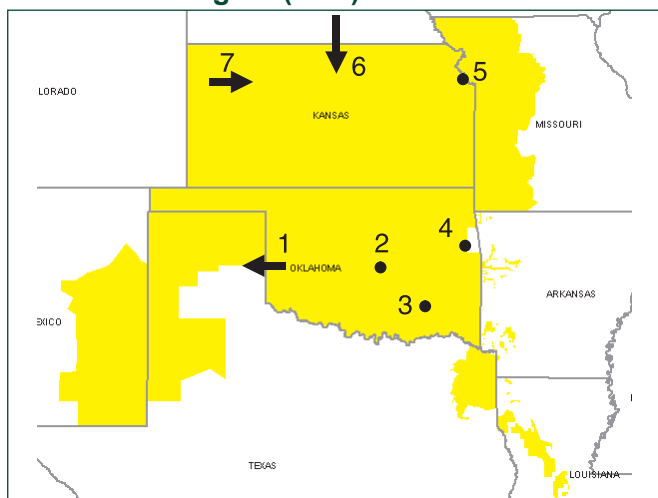 7
6
5
LORADO
KANSAS
MISSOURI
4
1
2
OKLAHOMA
ARKANSAS
3
EXICO
TEXAS
LOUISIANA